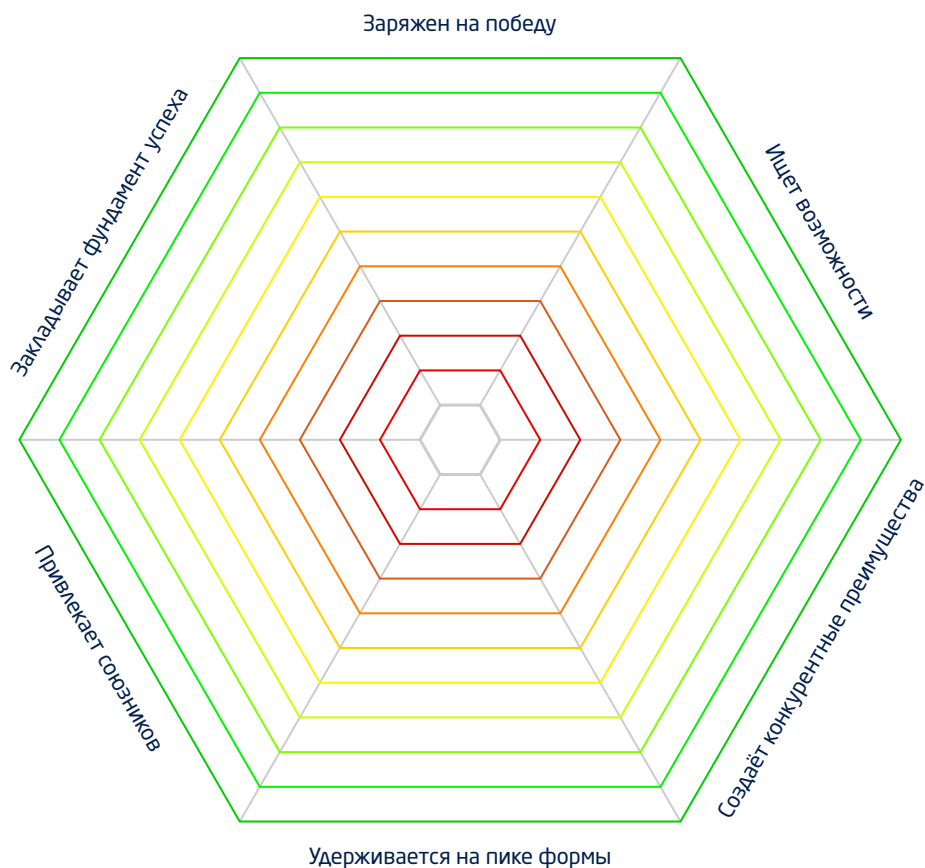 Заряжен на победу
Ищет возможности
Создаёт конкурентные преимущества
Удерживается на пике формы
Привлекает союзников
Закладывает фундамент успеха